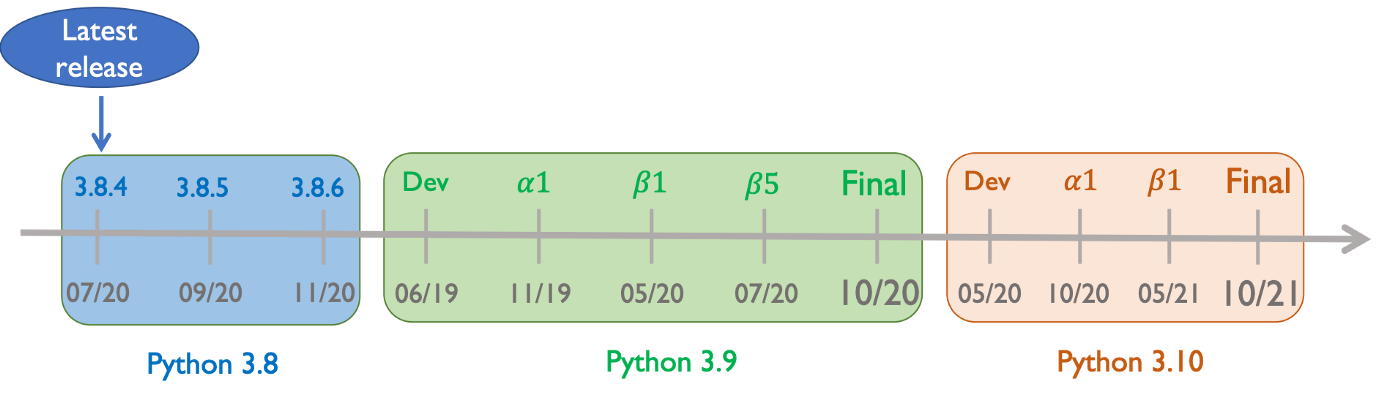 Latest
release
3.8.4 3.8.5 3.8.6
07/20 09/20 11/20
Python 3.8
Dev α1 β1 β5 Final
06/19 11/19 05/20 07/20 10/20
Python 3.9
Dev α1 β1 Final
05/20 10/20 05/21 10/21
Python 3.10